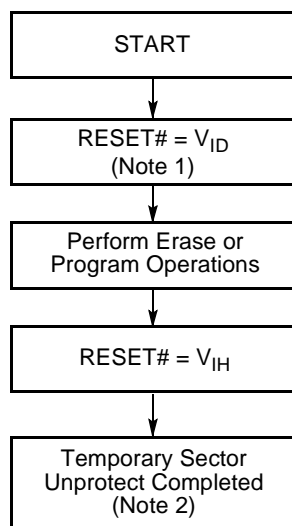 START
RESET# = VID
(Note 1)
Perform Erase or
Program Operations
RESET# = VIH
Temporary Sector
Unprotect Completed
(Note 2)